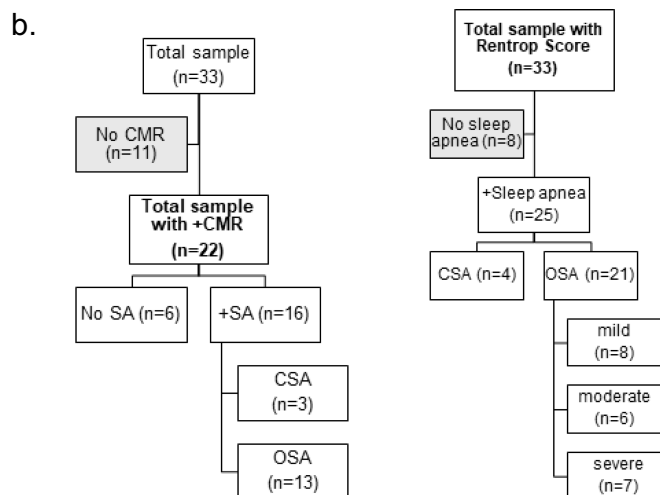 b.
Total sample
(n=33)
No CMR
(n=11)
Total sample
with +CMR
(n=22)
No SA (n=6)
+SA (n=16)
CSA
(n=3)
OSA
(n=13)
Total sample with
Rentrop Score
(n=33)
No sleep
apnea (n=8)
+Sleep apnea
(n=25)
CSA (n=4)
OSA (n=21)
mild
(n=8)
moderate
(n=6)
severe
(n=7)